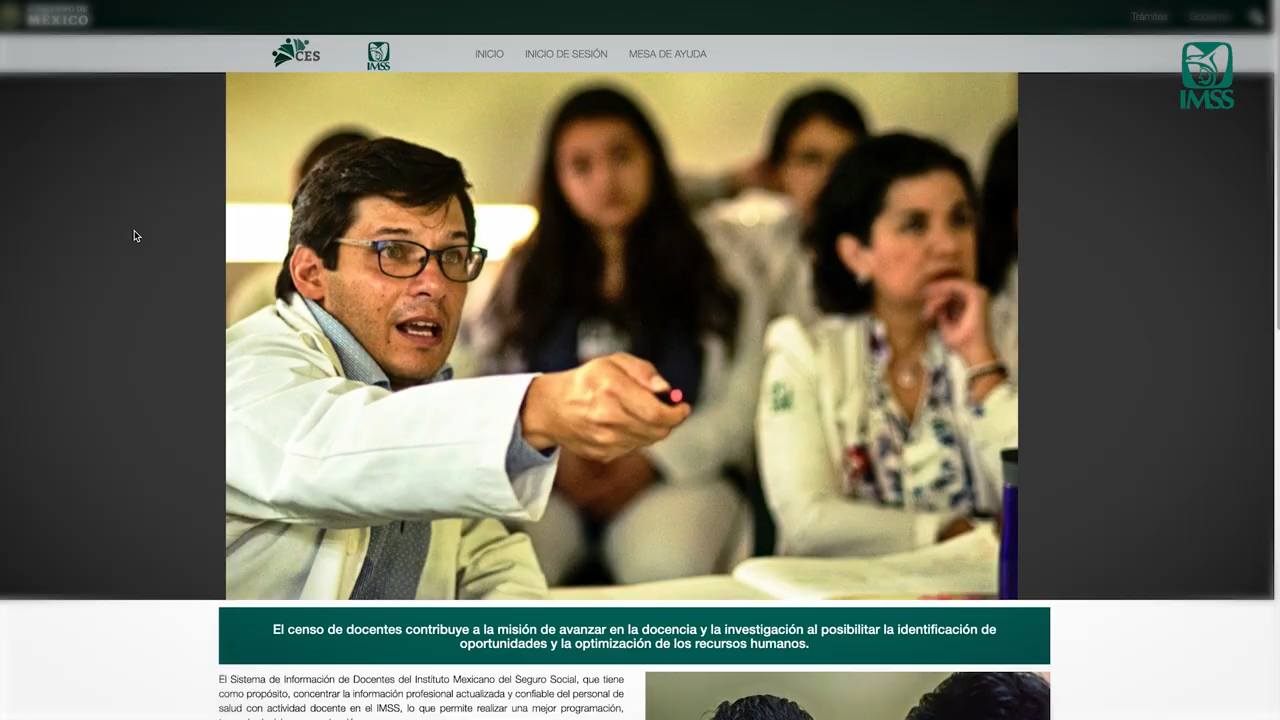 GOBIERNO DE
MÉXICO
Trámites Gobierno
CES
IMSS
INICIO INICIO DE SESIÓN MESA DE AYUDA
IMSS
El censo de docentes contribuye a la misión de avanzar en la docencia y la investigación al posibilitar la identificación de
oportunidades y la optimización de los recursos humanos.
El Sistema de Información de Docentes del Instituto Mexicano del Seguro Social, que tiene
como propósito, concentrar la información profesional actualizada y confiable del personal de
salud con actividad docente en el IMSS, lo que permite realizar una mejor programación,